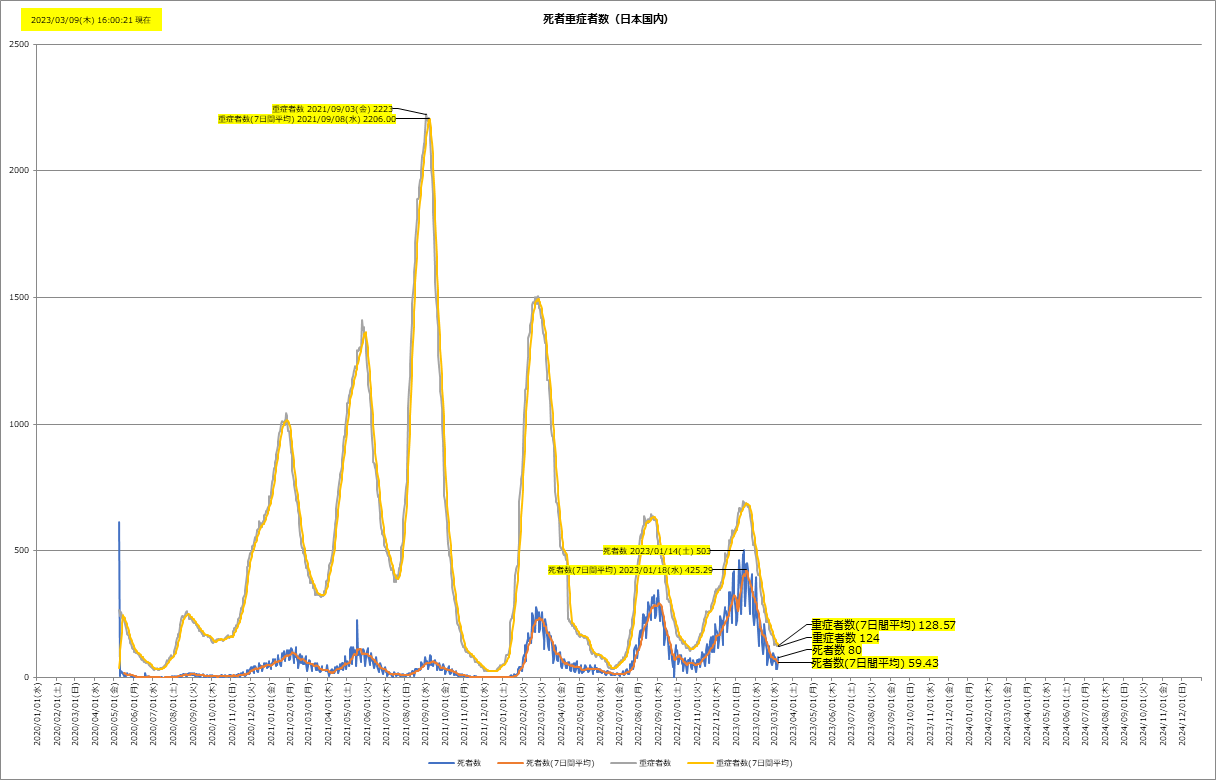 2023/03/09(木) 16:00:21 現在
死者重症者数（日本国内）
2500
2000
1500
1000
500
0
重症者数 2021/09/03(金) 2223
重症者数(7日間平均) 2021/09/08(水) 2206.00
死者数 2023/01/14(土) 503
死者数(7日間平均) 2023/01/18(水) 425.29
重症者数(7日間平均) 128.57
重症者数 124
死者数 80
死者数(7日間平均) 59.43
2020/01/01(水)
2020/02/01(土)
2020/03/01(日)
2020/04/01(水)
2020/05/01(金)
2020/06/01(月)
2020/07/01(水)
2020/08/01(土)
2020/09/01(火)
2020/10/01(木)
2020/11/01(日)
2020/12/01(火)
2021/01/01(金)
2021/02/01(月)
2021/03/01(月)
2021/04/01(木)
2021/05/01(土)
2021/06/01(火)
2021/07/01(木)
2021/08/01(日)
2021/09/01(水)
2021/10/01(金)
2021/11/01(月)
2021/12/01(水)
2022/01/01(土)
2022/02/01(火)
2022/03/01(火)
2022/04/01(金)
2022/05/01(日)
2022/06/01(水)
2022/07/01(金)
2022/08/01(月)
2022/09/01(木)
2022/10/01(土)
2022/11/01(火)
2022/12/01(木)
2023/01/01(日)
2023/02/01(水)
2023/03/01(水)
2023/04/01(土)
2023/05/01(月)
2023/06/01(木)
2023/07/01(土)
2023/08/01(火)
2023/09/01(金)
2023/10/01(日)
2023/11/01(水)
2023/12/01(金)
2024/01/01(月)
2024/02/01(木)
2024/03/01(金)
2024/04/01(月)
2024/05/01(水)
2024/06/01(土)
2024/07/01(月)
2024/08/01(木)
2024/09/01(日)
2024/10/01(火)
2024/11/01(金)
2024/12/01(日)
死者数
死者数(7日間平均)
重症者数
重症者数(7日間平均)